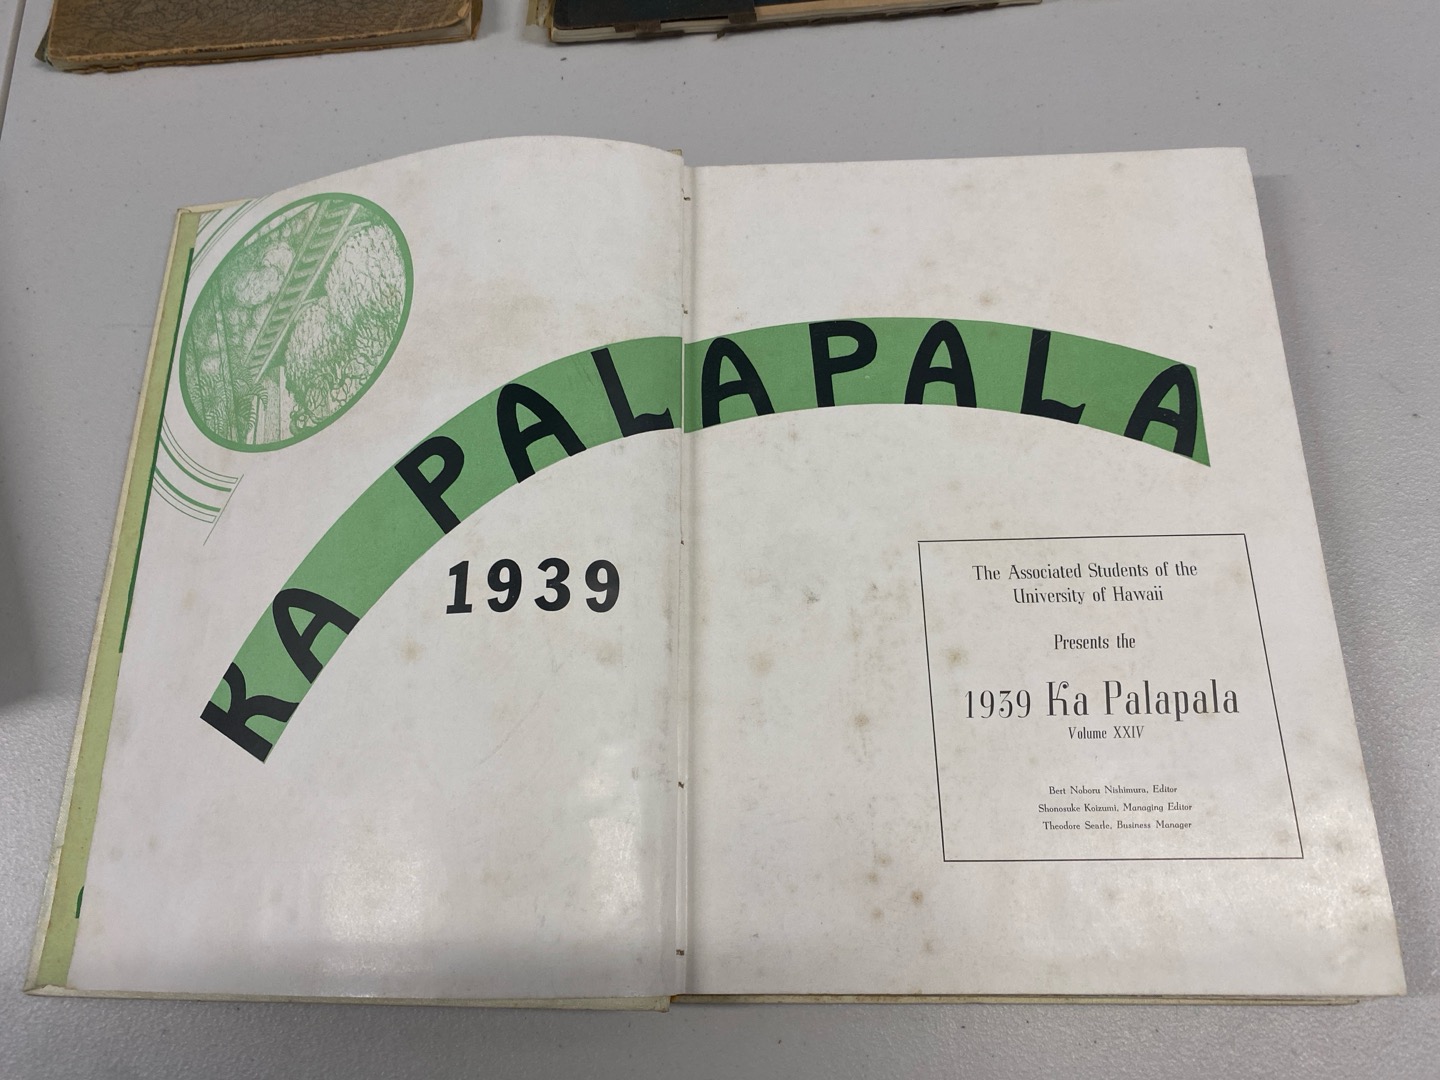 KA PALAPALA
1939
The Associated Students of the
University of Hawaii
Presents the
1939 Ka Palapala
Volume XXIV
Bert Noboru Nishimura, Editor
Shonosuke Koizumi, Managing Editor
Theodore Searle, Business Manager